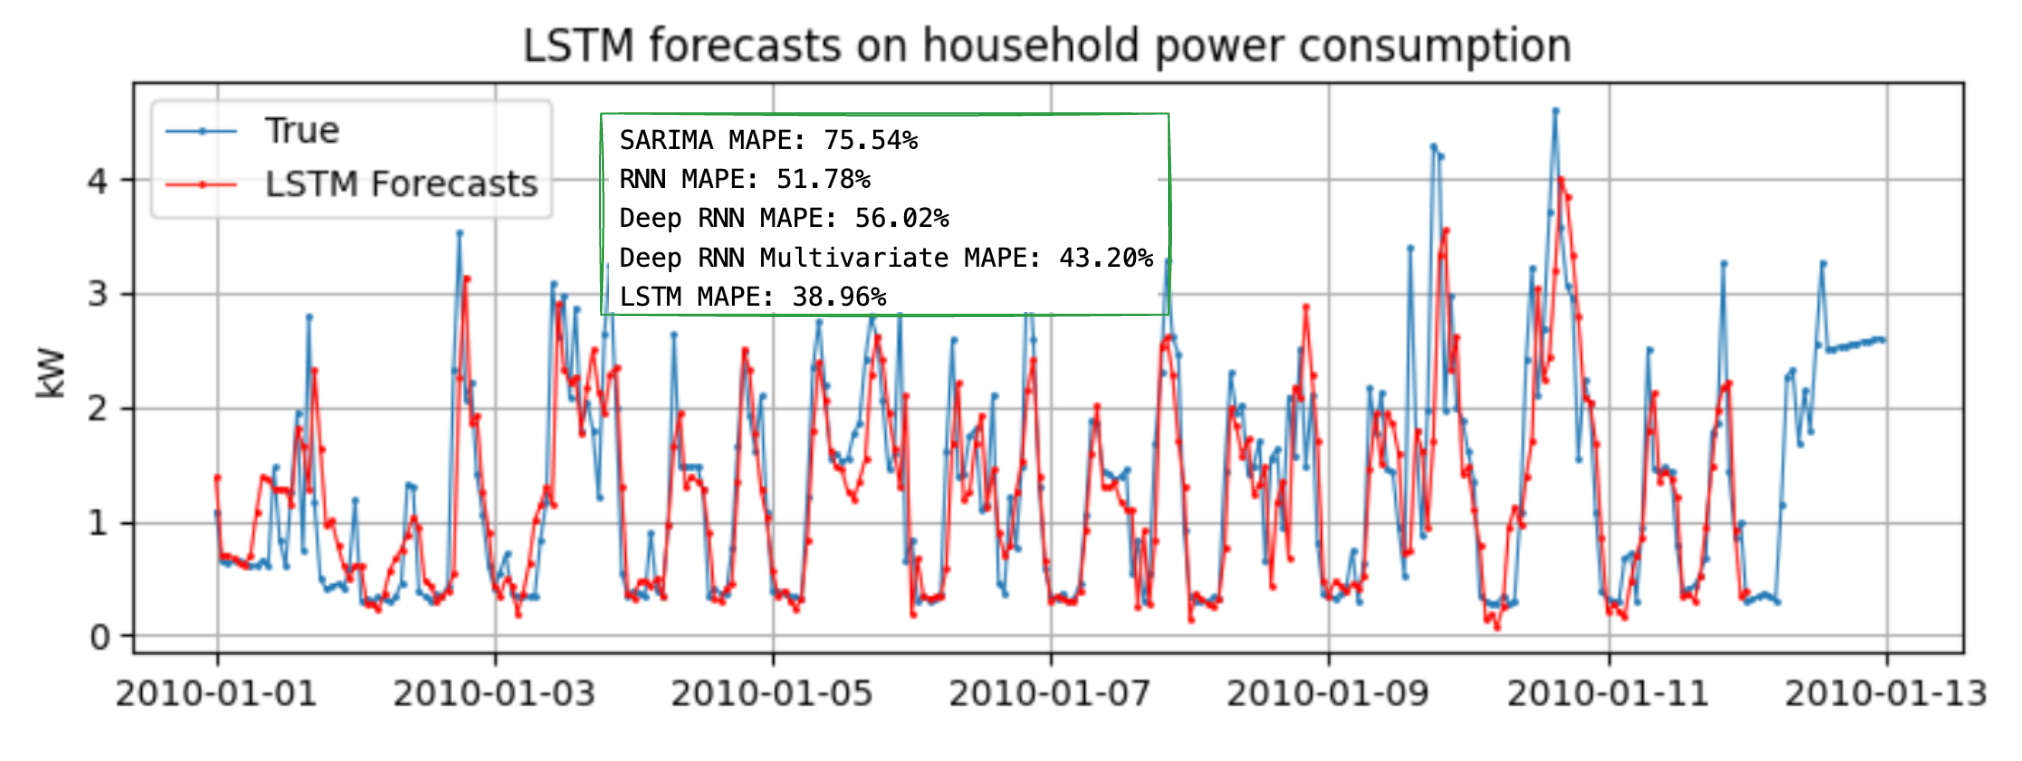 LSTM forecasts on household power consumption
True
LSTM Forecasts
SARIMA MAPE: 75.54%
RNN MAPE: 51.78%
Deep RNN MAPE: 56.02%
Deep RNN Multivariate MAPE: 43.20%
LSTM MAPE: 38.96%
kW
4
3
2
1
0
2010-01-01 2010-01-03 2010-01-05 2010-01-07 2010-01-09 2010-01-11 2010-01-13